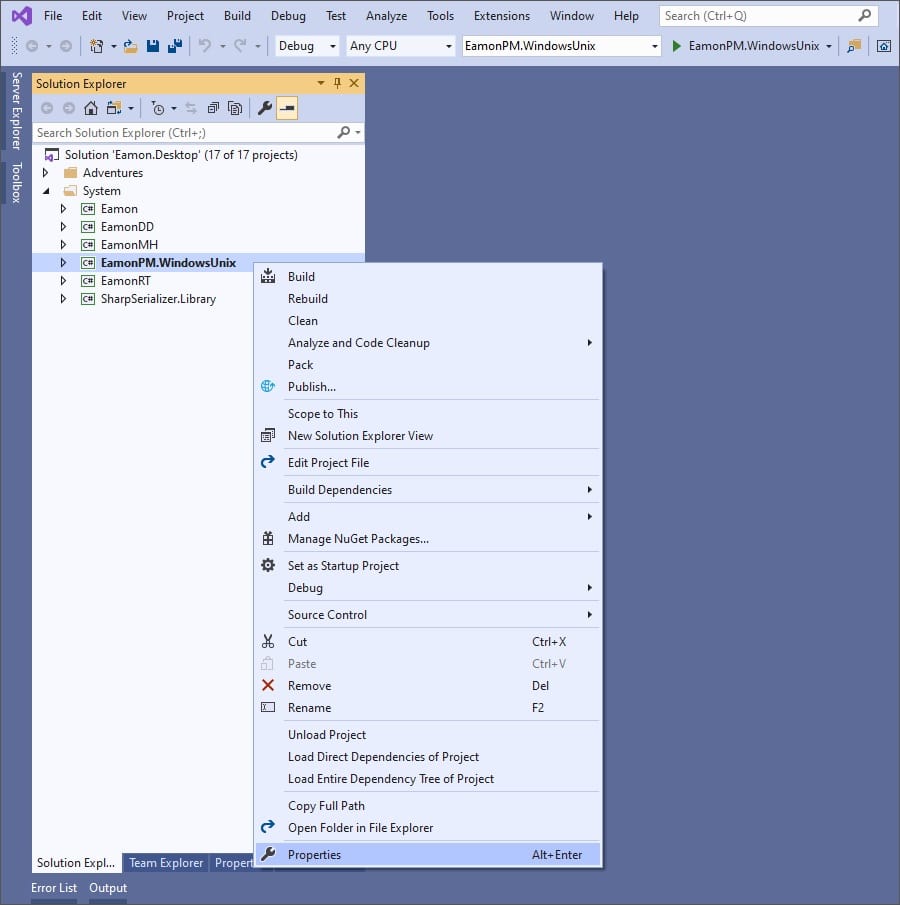 File Edit View Project Build Debug Test Analyze Tools Extensions Window Help Search (Ctrl+Q)
Debug Any CPU EamonPM.WindowsUnix EamonPM.WindowsUnix
Server Explorer
Toolbox
Solution Explorer
Search Solution Explorer (Ctrl+;)
Solution 'Eamon.Desktop' (17 of 17 projects)
Adventures
System
C# Eamon
C# EamonDD
C# EamonMH
C# EamonPM.WindowsUnix
C# EamonRT
C# SharpSerializer.Library
Build
Rebuild
Clean
Analyze and Code Cleanup
Pack
Publish...
Scope to This
New Solution Explorer View
Edit Project File
Build Dependencies
Add
Manage NuGet Packages...
Set as Startup Project
Debug
Source Control
Cut Ctrl+X
Paste Ctrl+V
Remove Del
Rename F2
Unload Project
Load Direct Dependencies of Project
Load Entire Dependency Tree of Project
Copy Full Path
Open Folder in File Explorer
Properties Alt+Enter
Solution Expl... Team Explorer Propert
Error List Output